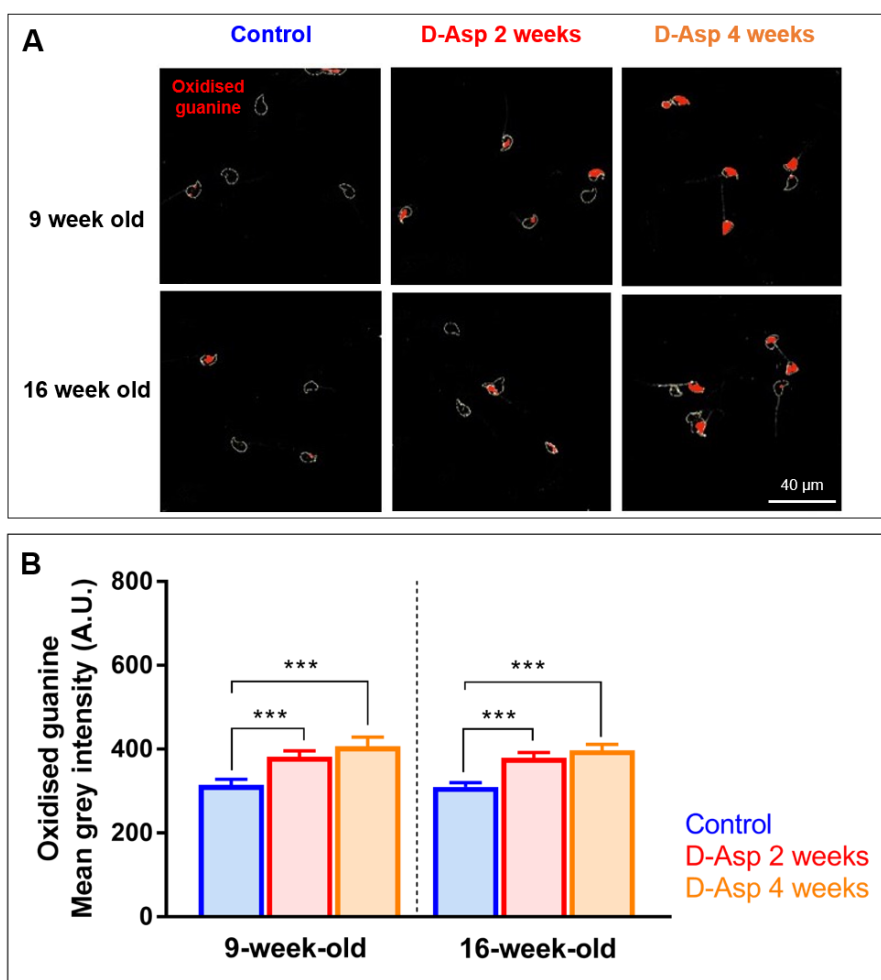 A
Control
D-Asp 2 weeks
D-Asp 4 weeks
Oxidised
guanine
9 week old
16 week old
40 µm
B
Oxidised guanine
Mean grey intensity (A.U.)
800
600
400
200
0
***
***
***
***
9-week-old
16-week-old
Control
D-Asp 2 weeks
D-Asp 4 weeks